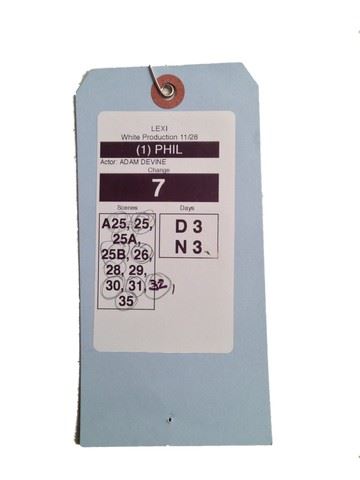 LEXI
White Production 11/28
(1) PHIL
Actor: ADAM DEVINE
Change
7
Scenes
A25, 25,
25A,
25B, 26,
28, 29,
30, 31, 32,
35
Days
D 3
N 3